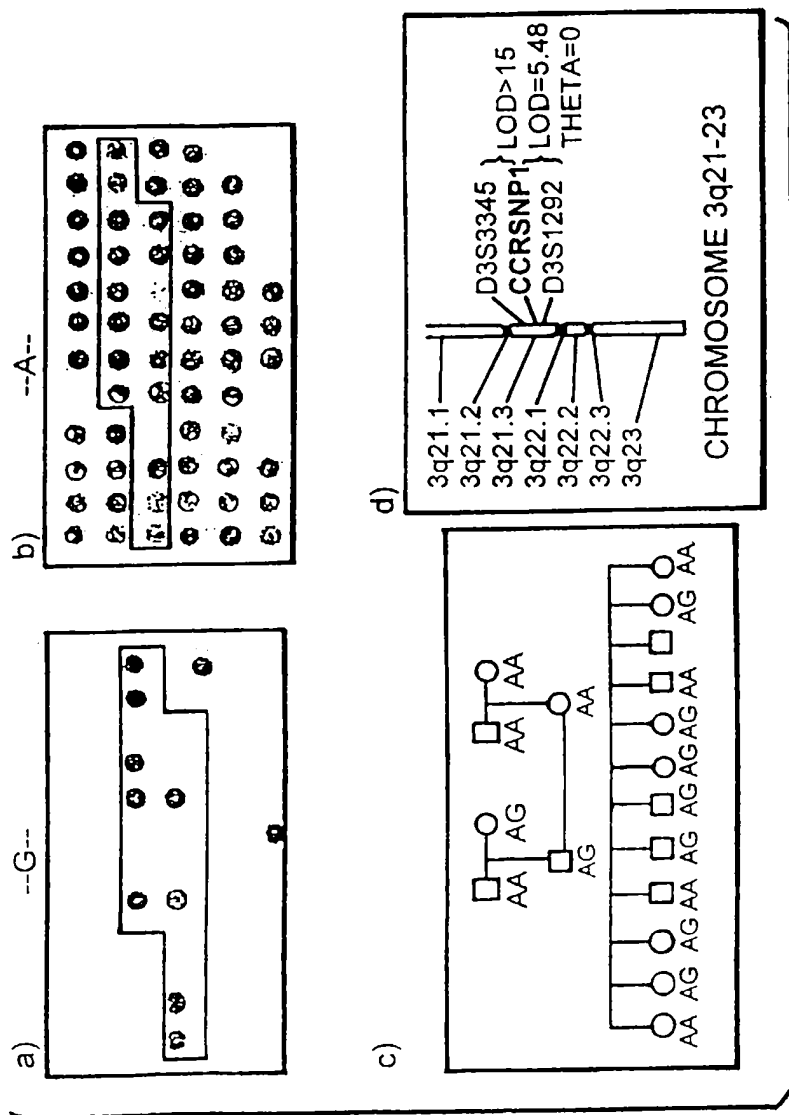 a)
--G--
b)
--A--
c)
AA
AG
AA
AA
AG
AA
AA AG AG AA AG AG AG AG AA AG AA
d)
3q21.1
3q21.2
3q21.3
3q22.1
3q22.2
3q22.3
3q23
D3S3345
CCRSNP1
D3S1292
LOD>15
LOD=5.48
THETA=0
CHROMOSOME 3q21-23